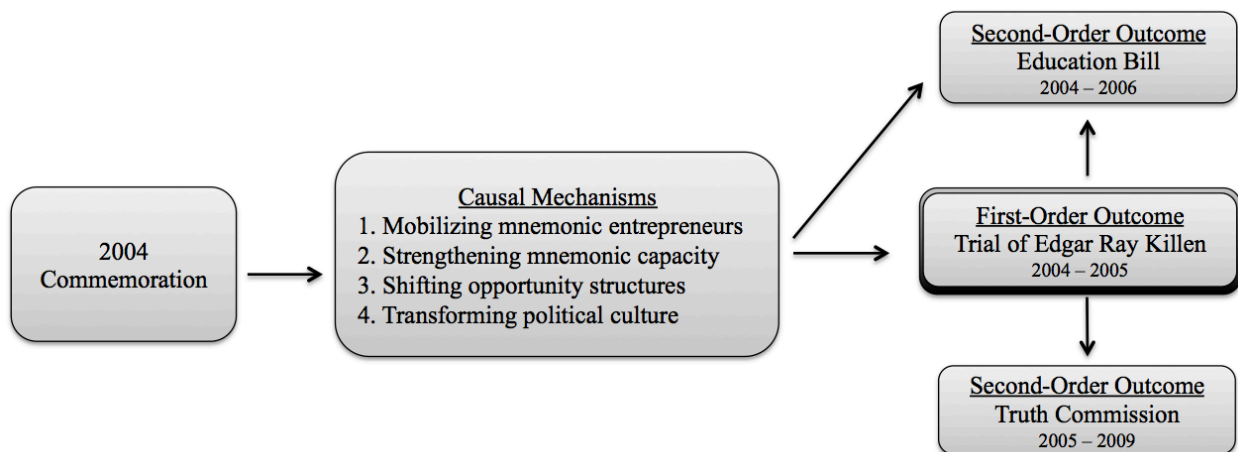 2004
Commemoration
Causal Mechanisms
1. Mobilizing mnemonic entrepreneurs
2. Strengthening mnemonic capacity
3. Shifting opportunity structures
4. Transforming political culture
Second-Order Outcome
Education Bill
2004 – 2006
First-Order Outcome
Trial of Edgar Ray Killen
2004 – 2005
Second-Order Outcome
Truth Commission
2005 – 2009